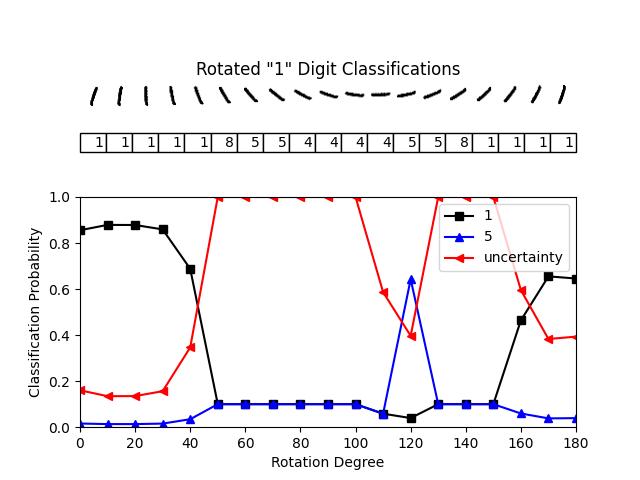 Rotated "1" Digit Classifications
1 1 1 1 1 8 5 5 4 4 4 4 5 5 8 1 1 1 1
1.0
0.8
0.6
0.4
0.2
0.0
Classification Probability
1
5
uncertainty
0 20 40 60 80 100 120 140 160 180
Rotation Degree